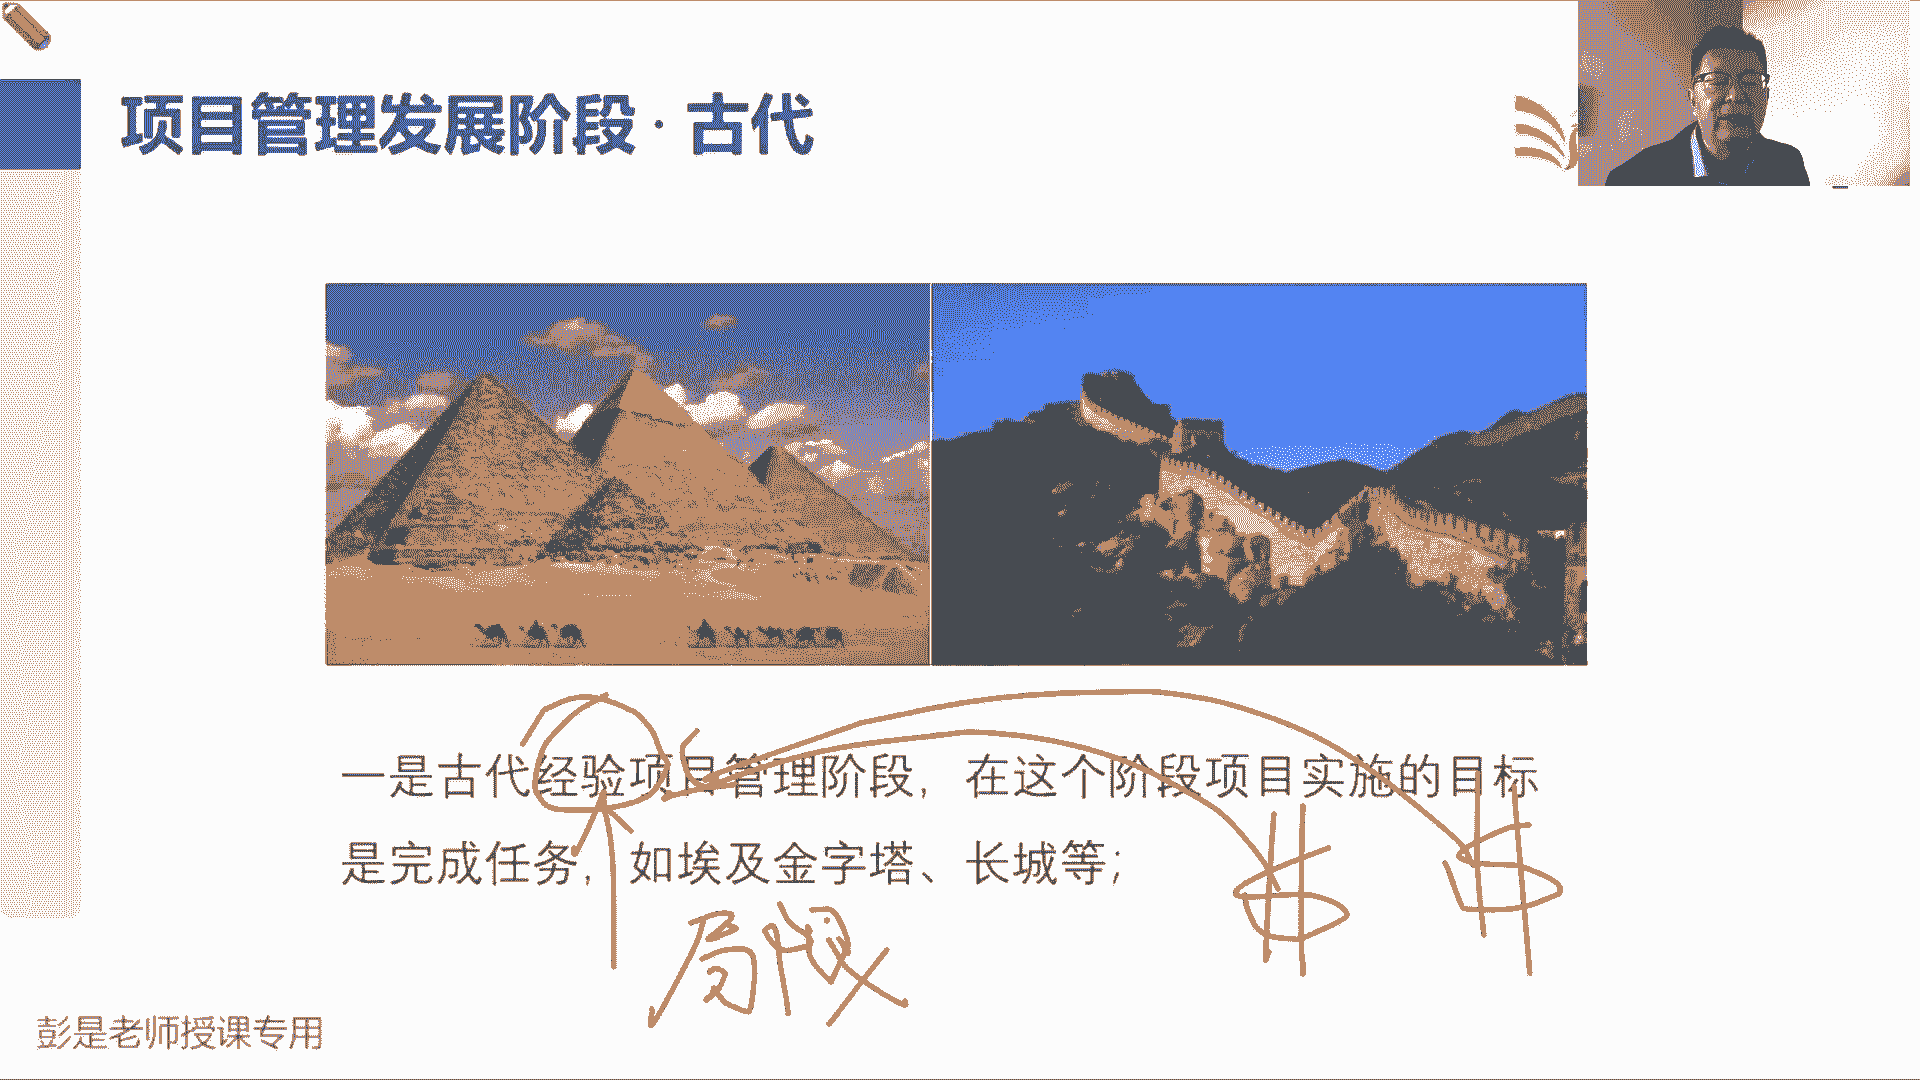 项目管理发展阶段·古代
一是古代经验项目管理阶段，在这个阶段项目实施的目标
是完成任务，如埃及金字塔、长城等；
局限
$ $
彭是老师授课专用